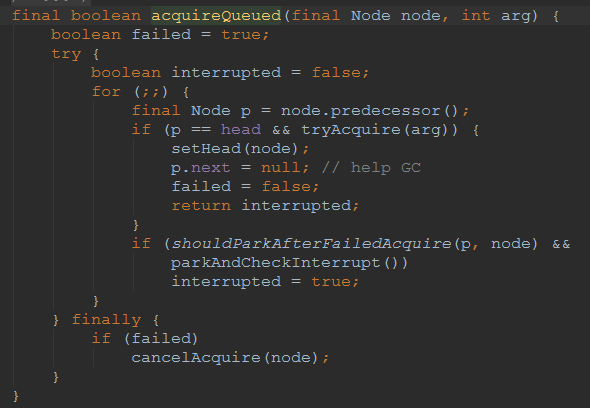 final boolean acquireQueued(final Node node, int arg) {
    boolean failed = true;
    try {
        boolean interrupted = false;
        for (;;) {
            final Node p = node.predecessor();
            if (p == head && tryAcquire(arg)) {
                setHead(node);
                p.next = null; // help GC
                failed = false;
                return interrupted;
            }
            if (shouldParkAfterFailedAcquire(p, node) &&
                parkAndCheckInterrupt())
                interrupted = true;
        }
    } finally {
        if (failed)
            cancelAcquire(node);
    }
}